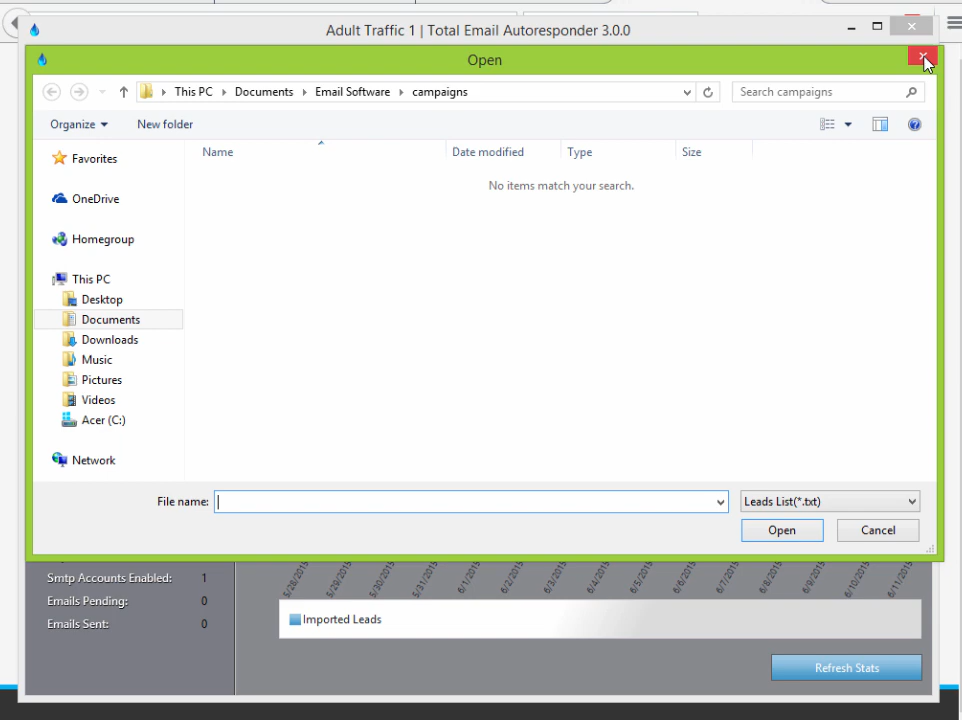 Adult Traffic 1 | Total Email Autoresponder 3.0.0
Open
This PC Documents Email Software campaigns
Search campaigns
Organize
New folder
Name
Date modified
Type
Size
No items match your search.
Favorites
OneDrive
Homegroup
This PC
Desktop
Documents
Downloads
Music
Pictures
Videos
Acer (C:)
Network
File name:
Leads List(*.txt)
Open
Cancel
Smtp Accounts Enabled: 1
Emails Pending: 0
Emails Sent: 0
5/28/2015 5/29/2015 5/30/2015 5/31/2015 6/1/2015 6/2/2015 6/3/2015 6/4/2015 6/5/2015 6/6/2015 6/7/2015 6/8/2015 6/9/2015 6/10/2015 6/11/2015
Imported Leads
Refresh Stats